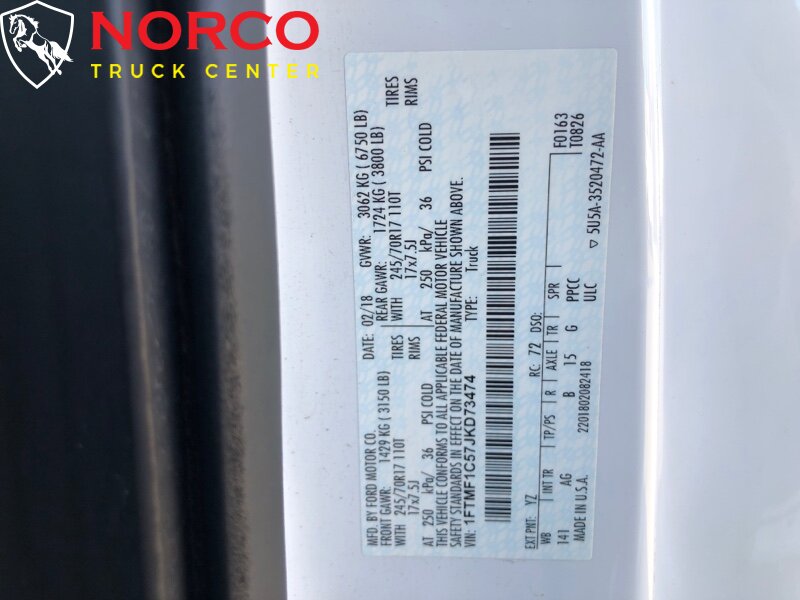 NORCO
TRUCK CENTER
MFD. BY FORD MOTOR CO.
DATE: 02/18 GVWR: 3062 KG ( 6750 LB)
FRONT GAWR: 1429 KG ( 3150 LB) REAR GAWR: 1724 KG ( 3800 LB)
WITH 245/70R17 110T TIRES WITH 245/70R17 110T TIRES
17x7.5J 17x7.5J RIMS
AT 250 kPa/ 36 PSI COLD AT 250 kPa/ 36 PSI COLD
THIS VEHICLE CONFORMS TO ALL APPLICABLE FEDERAL MOTOR VEHICLE
SAFETY STANDARDS IN EFFECT ON THE DATE OF MANUFACTURE SHOWN ABOVE.
VIN: 1FTMF1C57JKD73474 TYPE: Truck
F0163
T0826
EXT PNT: YZ RC: 72 DSO:
WB INT TR TP/PS R AXLE TR SPR
141 AG B 15 G PPCC
ULC
MADE IN U.S.A. 2201802082418
5U5A-3520472-AA